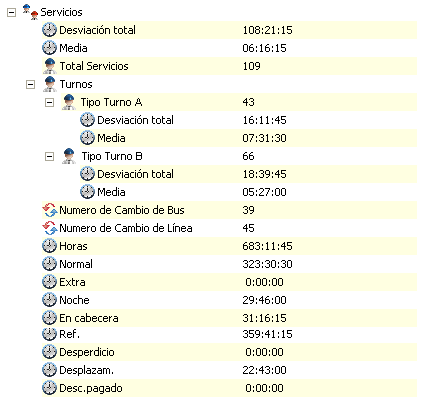 Servicios
Desviación total 108:21:15
Media 06:16:15
Total Servicios 109
Turnos
Tipo Turno A 43
Desviación total 16:11:45
Media 07:31:30
Tipo Turno B 66
Desviación total 18:39:45
Media 05:27:00
Numero de Cambio de Bus 39
Numero de Cambio de Línea 45
Horas 683:11:45
Normal 323:30:30
Extra 0:00:00
Noche 29:46:00
En cabecera 31:16:15
Ref. 359:41:15
Desperdicio 0:00:00
Desplazam. 22:43:00
Desc.pagado 0:00:00